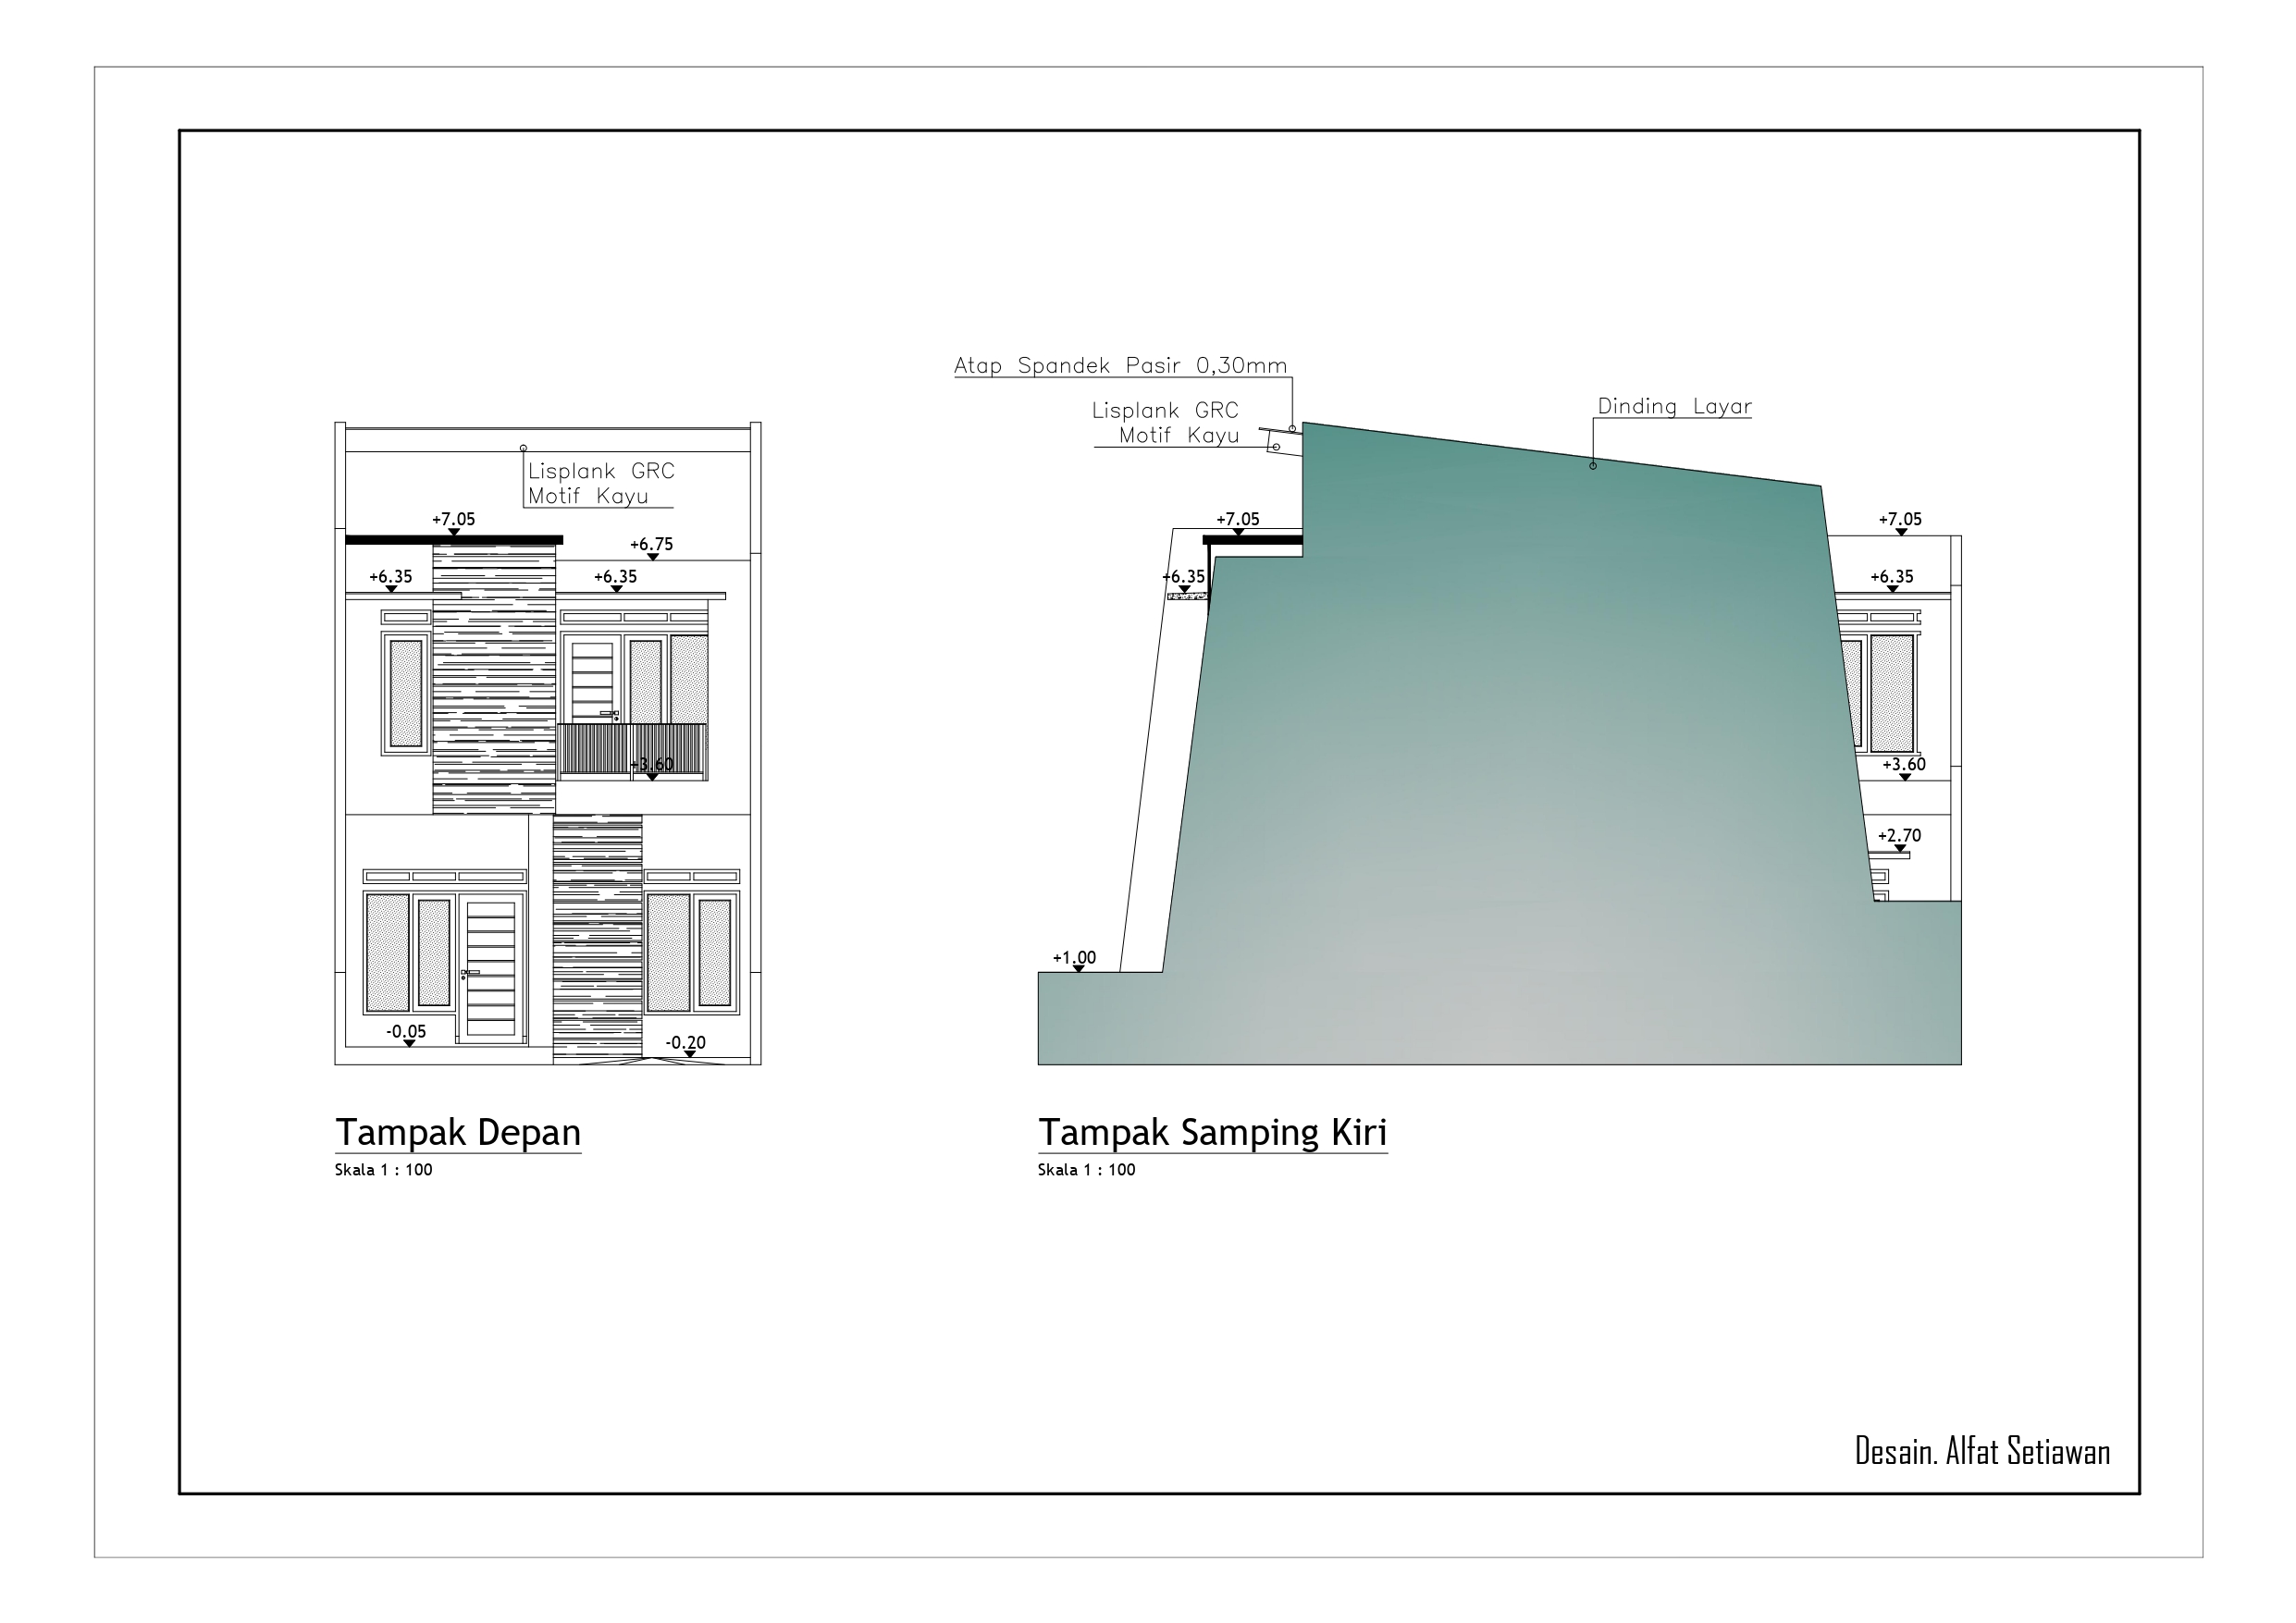 Atap Spandek Pasir 0,30mm
Lisplank GRC
Motif Kayu
Dinding Layar
Lisplank GRC
Motif Kayu
+7.05
+6.75
+6.35
+6.35
+3.60
-0.05
-0.20
+7.05
+6.35
+1.00
+7.05
+6.35
+3.60
+2.70
Tampak Depan
Skala 1 : 100
Tampak Samping Kiri
Skala 1 : 100
Desain. Alfat Setiawan